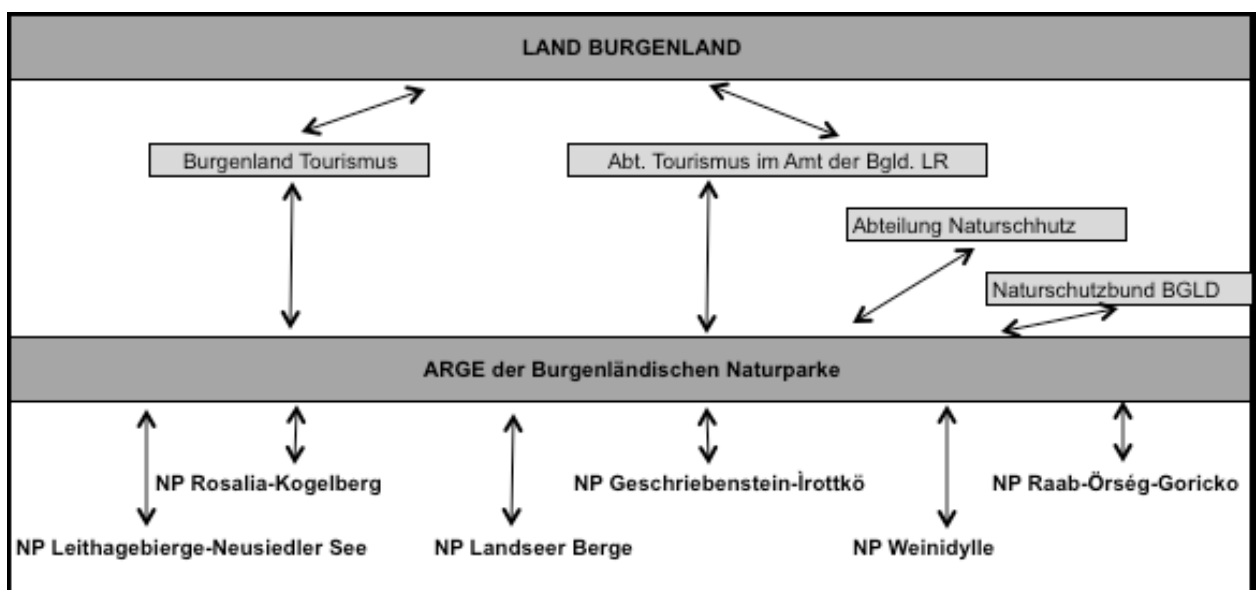 LAND BURGENLAND
Burgenland Tourismus
Abt. Tourismus im Amt der Bgld. LR
Abteilung Naturschhutz
Naturschutzbund BGLD
ARGE der Burgenländischen Naturparke
NP Rosalia-Kogelberg
NP Geschriebenstein-Ìrottkö
NP Raab-Örség-Goricko
NP Leithagebierge-Neusiedler See
NP Landseer Berge
NP Weinidylle